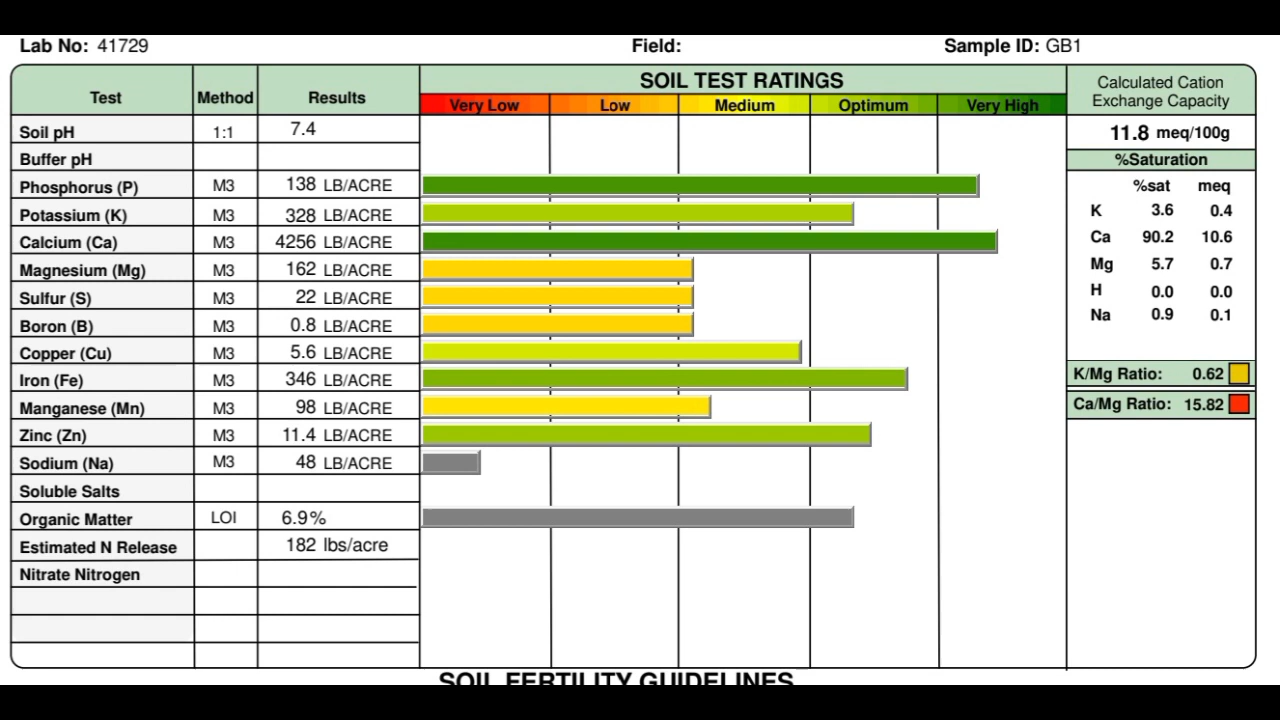 Lab No: 41729 Field: Sample ID: GB1
Test Method Results SOIL TEST RATINGS Calculated Cation Exchange Capacity
Very Low Low Medium Optimum Very High
Soil pH 1:1 7.4 11.8 meq/100g
Buffer pH %Saturation
Phosphorus (P) M3 138 LB/ACRE %sat meq
Potassium (K) M3 328 LB/ACRE K 3.6 0.4
Calcium (Ca) M3 4256 LB/ACRE Ca 90.2 10.6
Magnesium (Mg) M3 162 LB/ACRE Mg 5.7 0.7
Sulfur (S) M3 22 LB/ACRE H 0.0 0.0
Boron (B) M3 0.8 LB/ACRE Na 0.9 0.1
Copper (Cu) M3 5.6 LB/ACRE
Iron (Fe) M3 346 LB/ACRE K/Mg Ratio: 0.62
Manganese (Mn) M3 98 LB/ACRE Ca/Mg Ratio: 15.82
Zinc (Zn) M3 11.4 LB/ACRE
Sodium (Na) M3 48 LB/ACRE
Soluble Salts
Organic Matter LOI 6.9%
Estimated N Release 182 lbs/acre
Nitrate Nitrogen
SOIL FERTILITY GUIDELINES